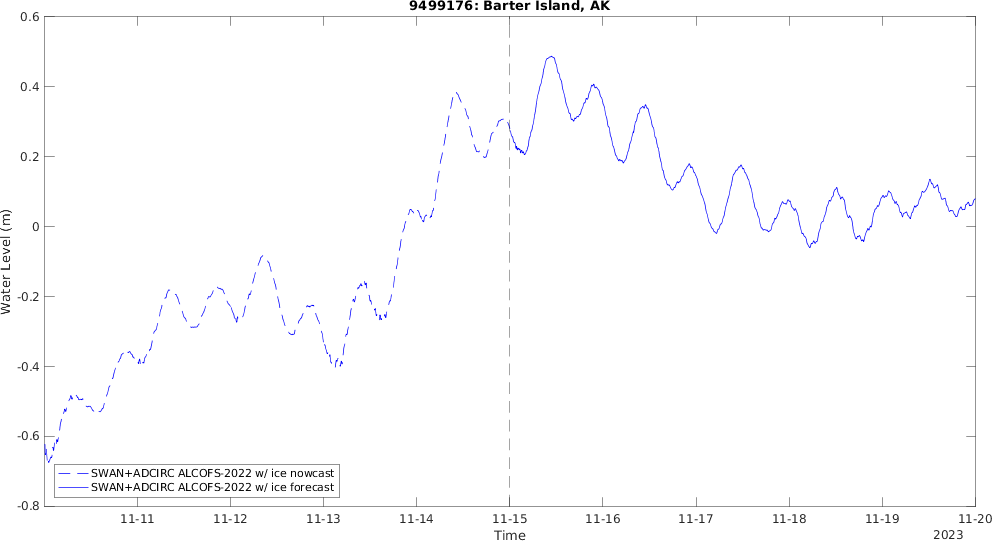 9499176: Barter Island, AK
0.6
0.4
0.2
0
-0.2
-0.4
-0.6
-0.8
Water Level (m)
SWAN+ADCIRC ALCOFS-2022 w/ ice nowcast
SWAN+ADCIRC ALCOFS-2022 w/ ice forecast
11-11 11-12 11-13 11-14 11-15 11-16 11-17 11-18 11-19 11-20
Time
2023